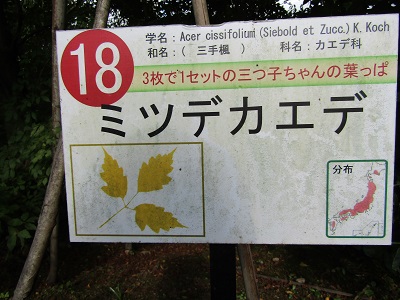 学名：Acer cissifolium (Siebold et Zucc.) K. Koch
和名：（ 三手楓 ） 科名：カエデ科
18
3枚で1セットの三つ子ちゃんの葉っぱ
ミツデカエデ
分布